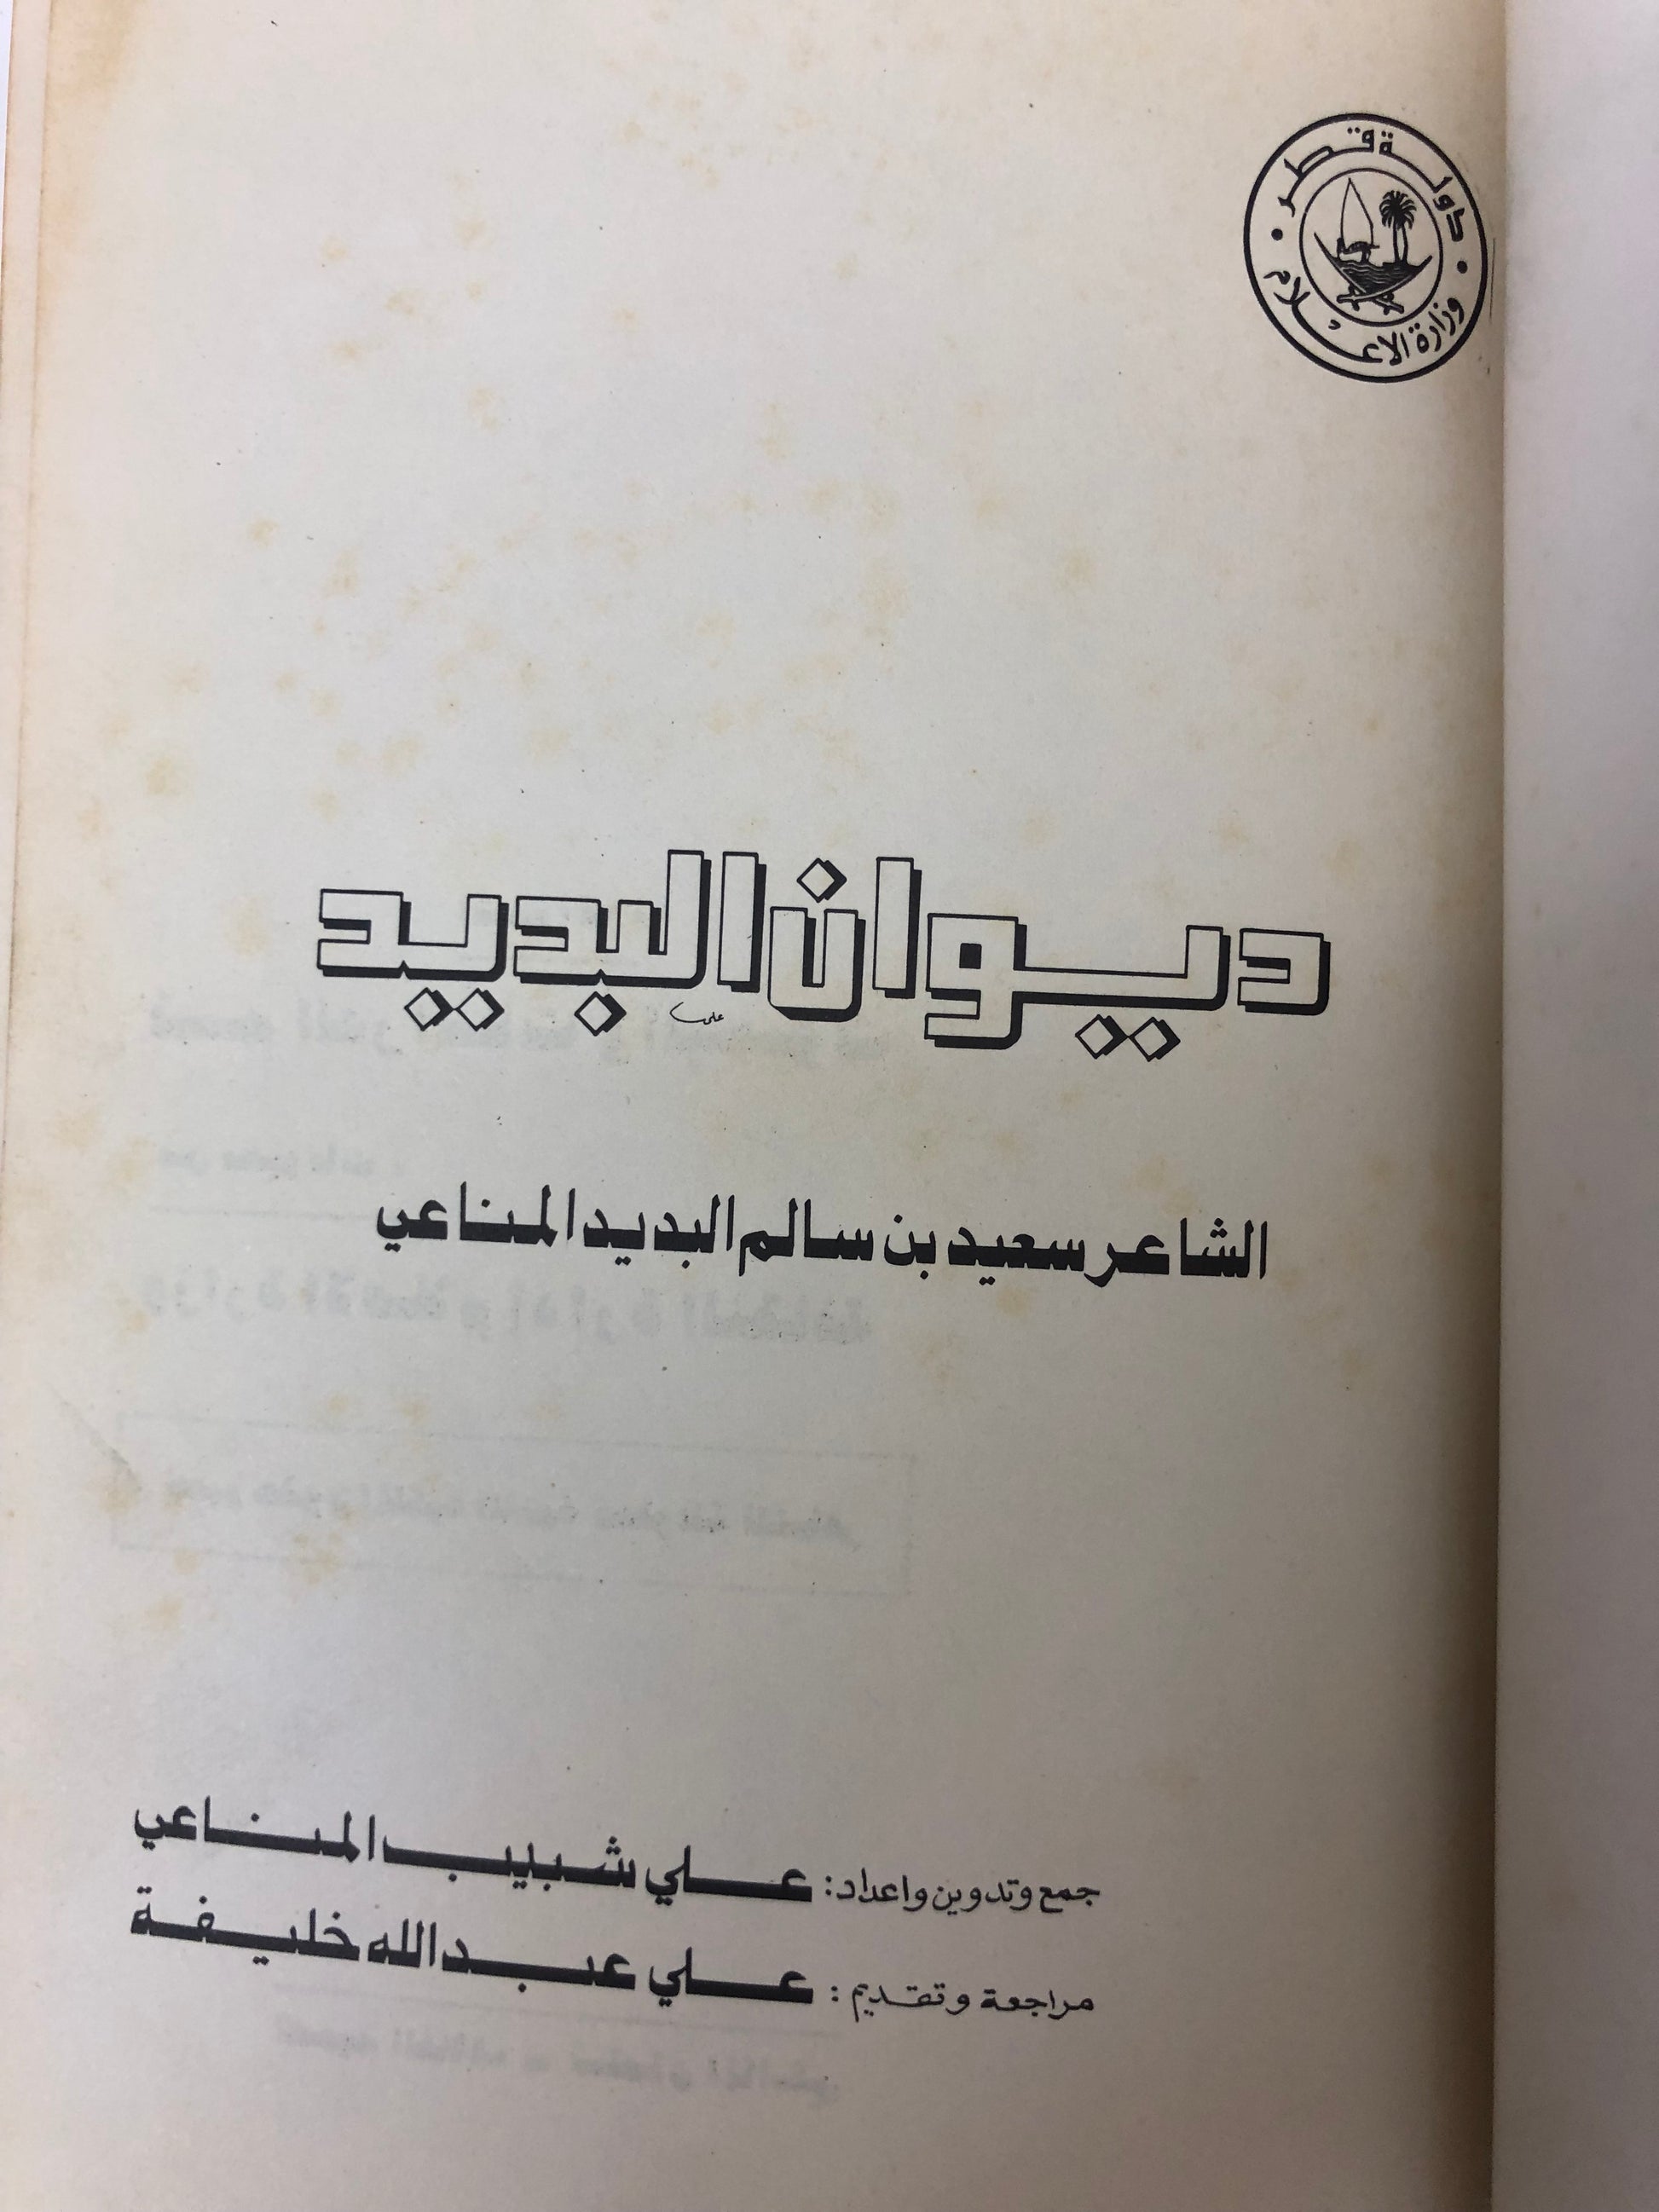 دولة قطر
وزارة الاعلام
ديوان البديد
الشاعر سعيد بن سالم البديد المناعي
جمع وتدوين واعداد: علي شبيب المناعي
مراجعة وتقديم: علي عبدالله خليفة